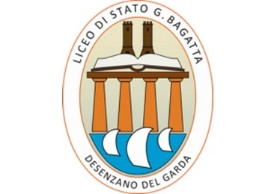 LICEO DI STATO G. BAGATTA
DESENZANO DEL GARDA